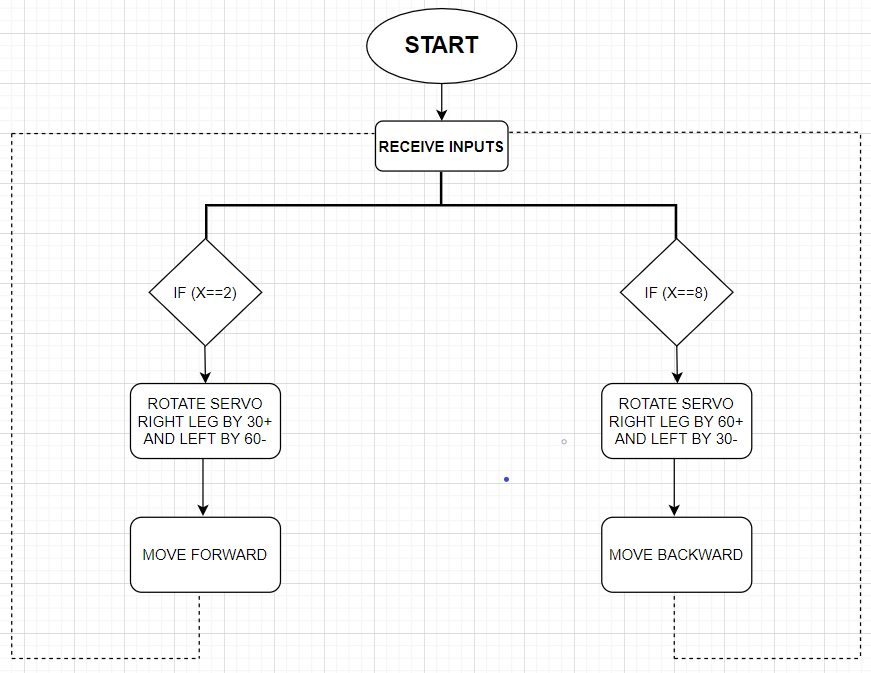 START
RECEIVE INPUTS
IF (X==2)
IF (X==8)
ROTATE SERVO
RIGHT LEG BY 30+
AND LEFT BY 60-
ROTATE SERVO
RIGHT LEG BY 60+
AND LEFT BY 30-
MOVE FORWARD
MOVE BACKWARD